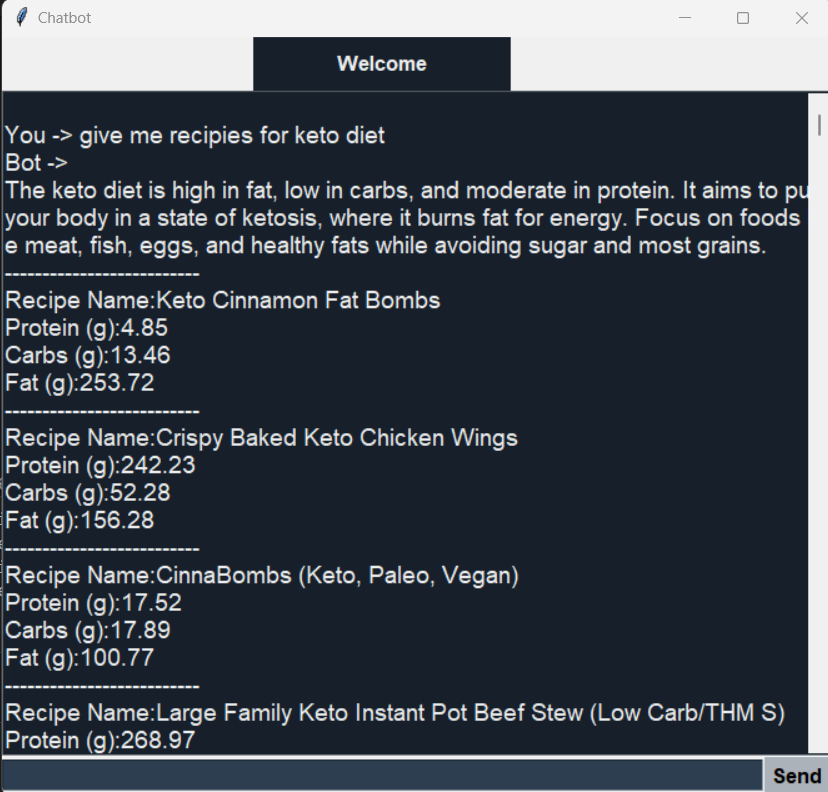 Chatbot
Welcome
You -> give me recipies for keto diet
Bot ->
The keto diet is high in fat, low in carbs, and moderate in protein. It aims to pu
your body in a state of ketosis, where it burns fat for energy. Focus on foods
e meat, fish, eggs, and healthy fats while avoiding sugar and most grains.
--------------------------
Recipe Name:Keto Cinnamon Fat Bombs
Protein (g):4.85
Carbs (g):13.46
Fat (g):253.72
--------------------------
Recipe Name:Crispy Baked Keto Chicken Wings
Protein (g):242.23
Carbs (g):52.28
Fat (g):156.28
--------------------------
Recipe Name:CinnaBombs (Keto, Paleo, Vegan)
Protein (g):17.52
Carbs (g):17.89
Fat (g):100.77
--------------------------
Recipe Name:Large Family Keto Instant Pot Beef Stew (Low Carb/THM S)
Protein (g):268.97
Send